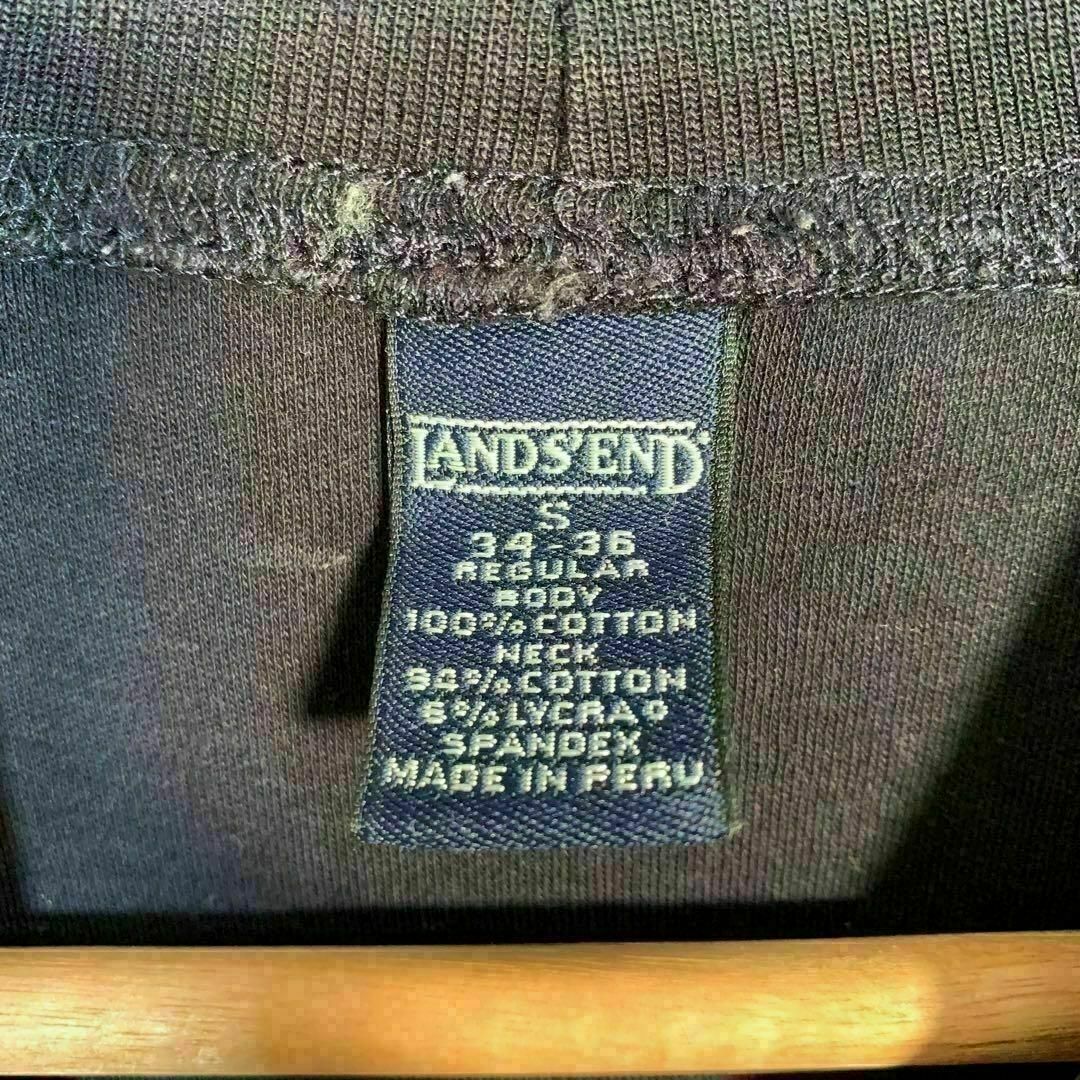 LANDS' END
S
34-36
REGULAR
BODY
100% COTTON
NECK
94% COTTON
6% LYCRA®
SPANDEX
MADE IN PERU